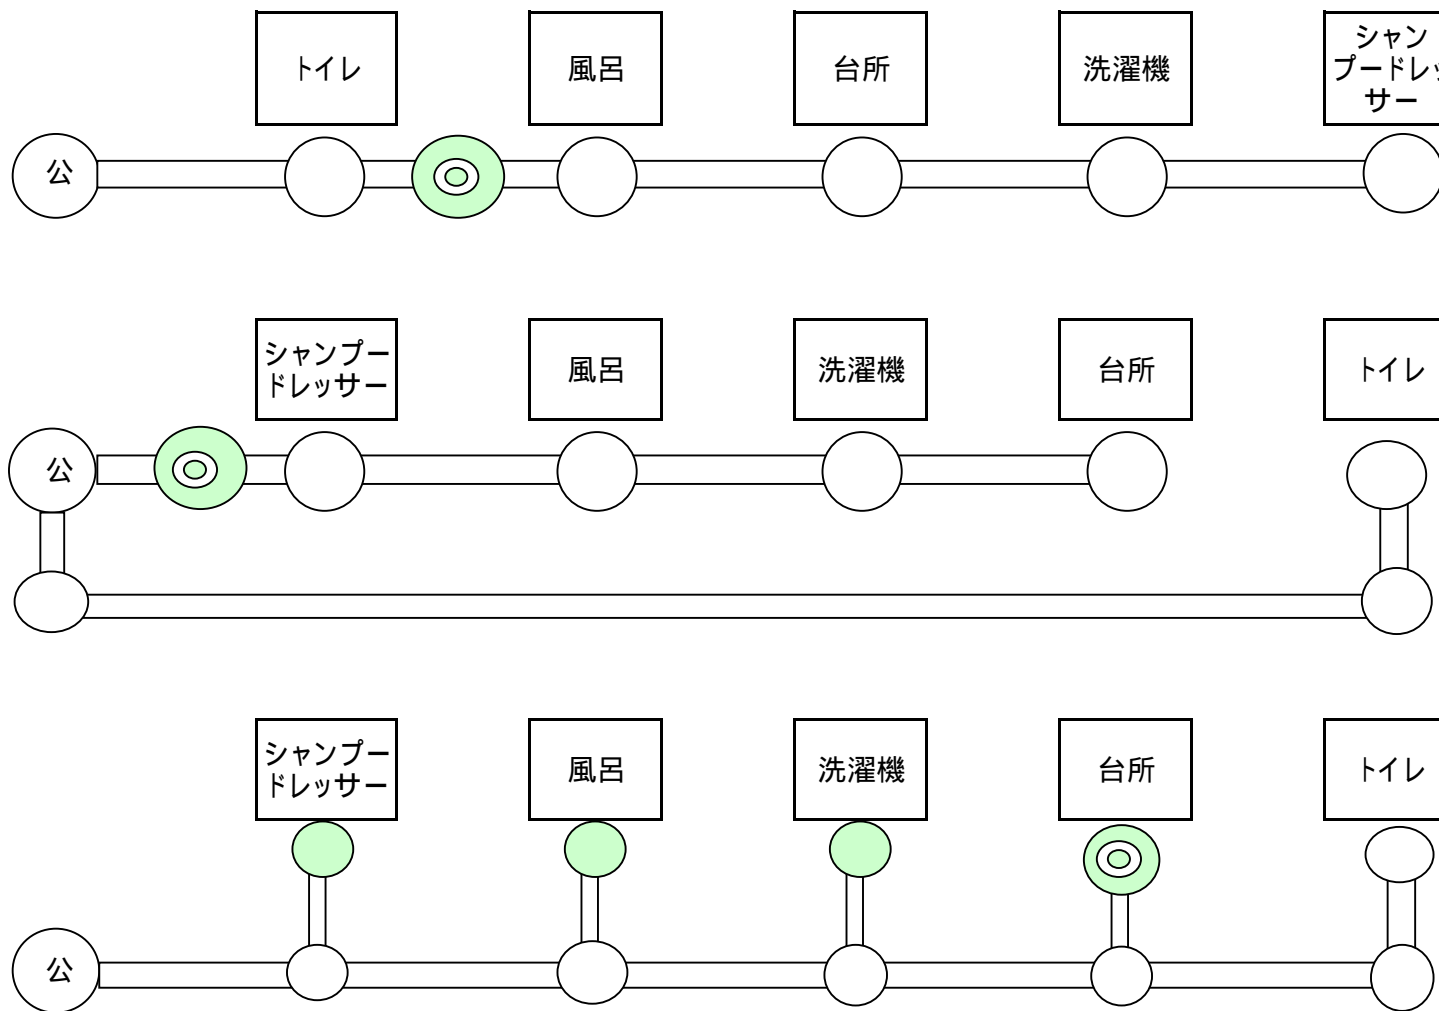 トイレ
風呂
台所
洗濯機
シャン
プードレッ
サー
公
シャンプー
ドレッサー
風呂
洗濯機
台所
トイレ
公
シャンプー
ドレッサー
風呂
洗濯機
台所
トイレ
公